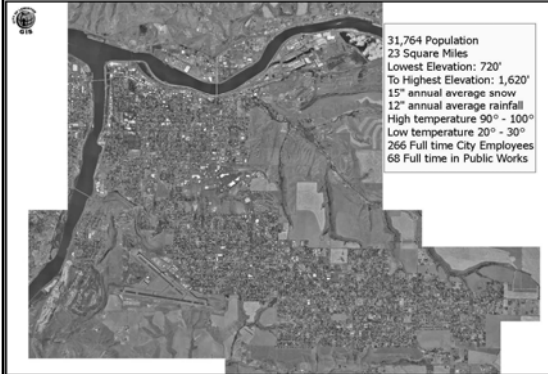 GIS
31,764 Population
23 Square Miles
Lowest Elevation: 720'
To Highest Elevation: 1,620'
15" annual average snow
12" annual average rainfall
High temperature 90° - 100°
Low temperature 20° - 30°
266 Full time City Employees
68 Full time in Public Works